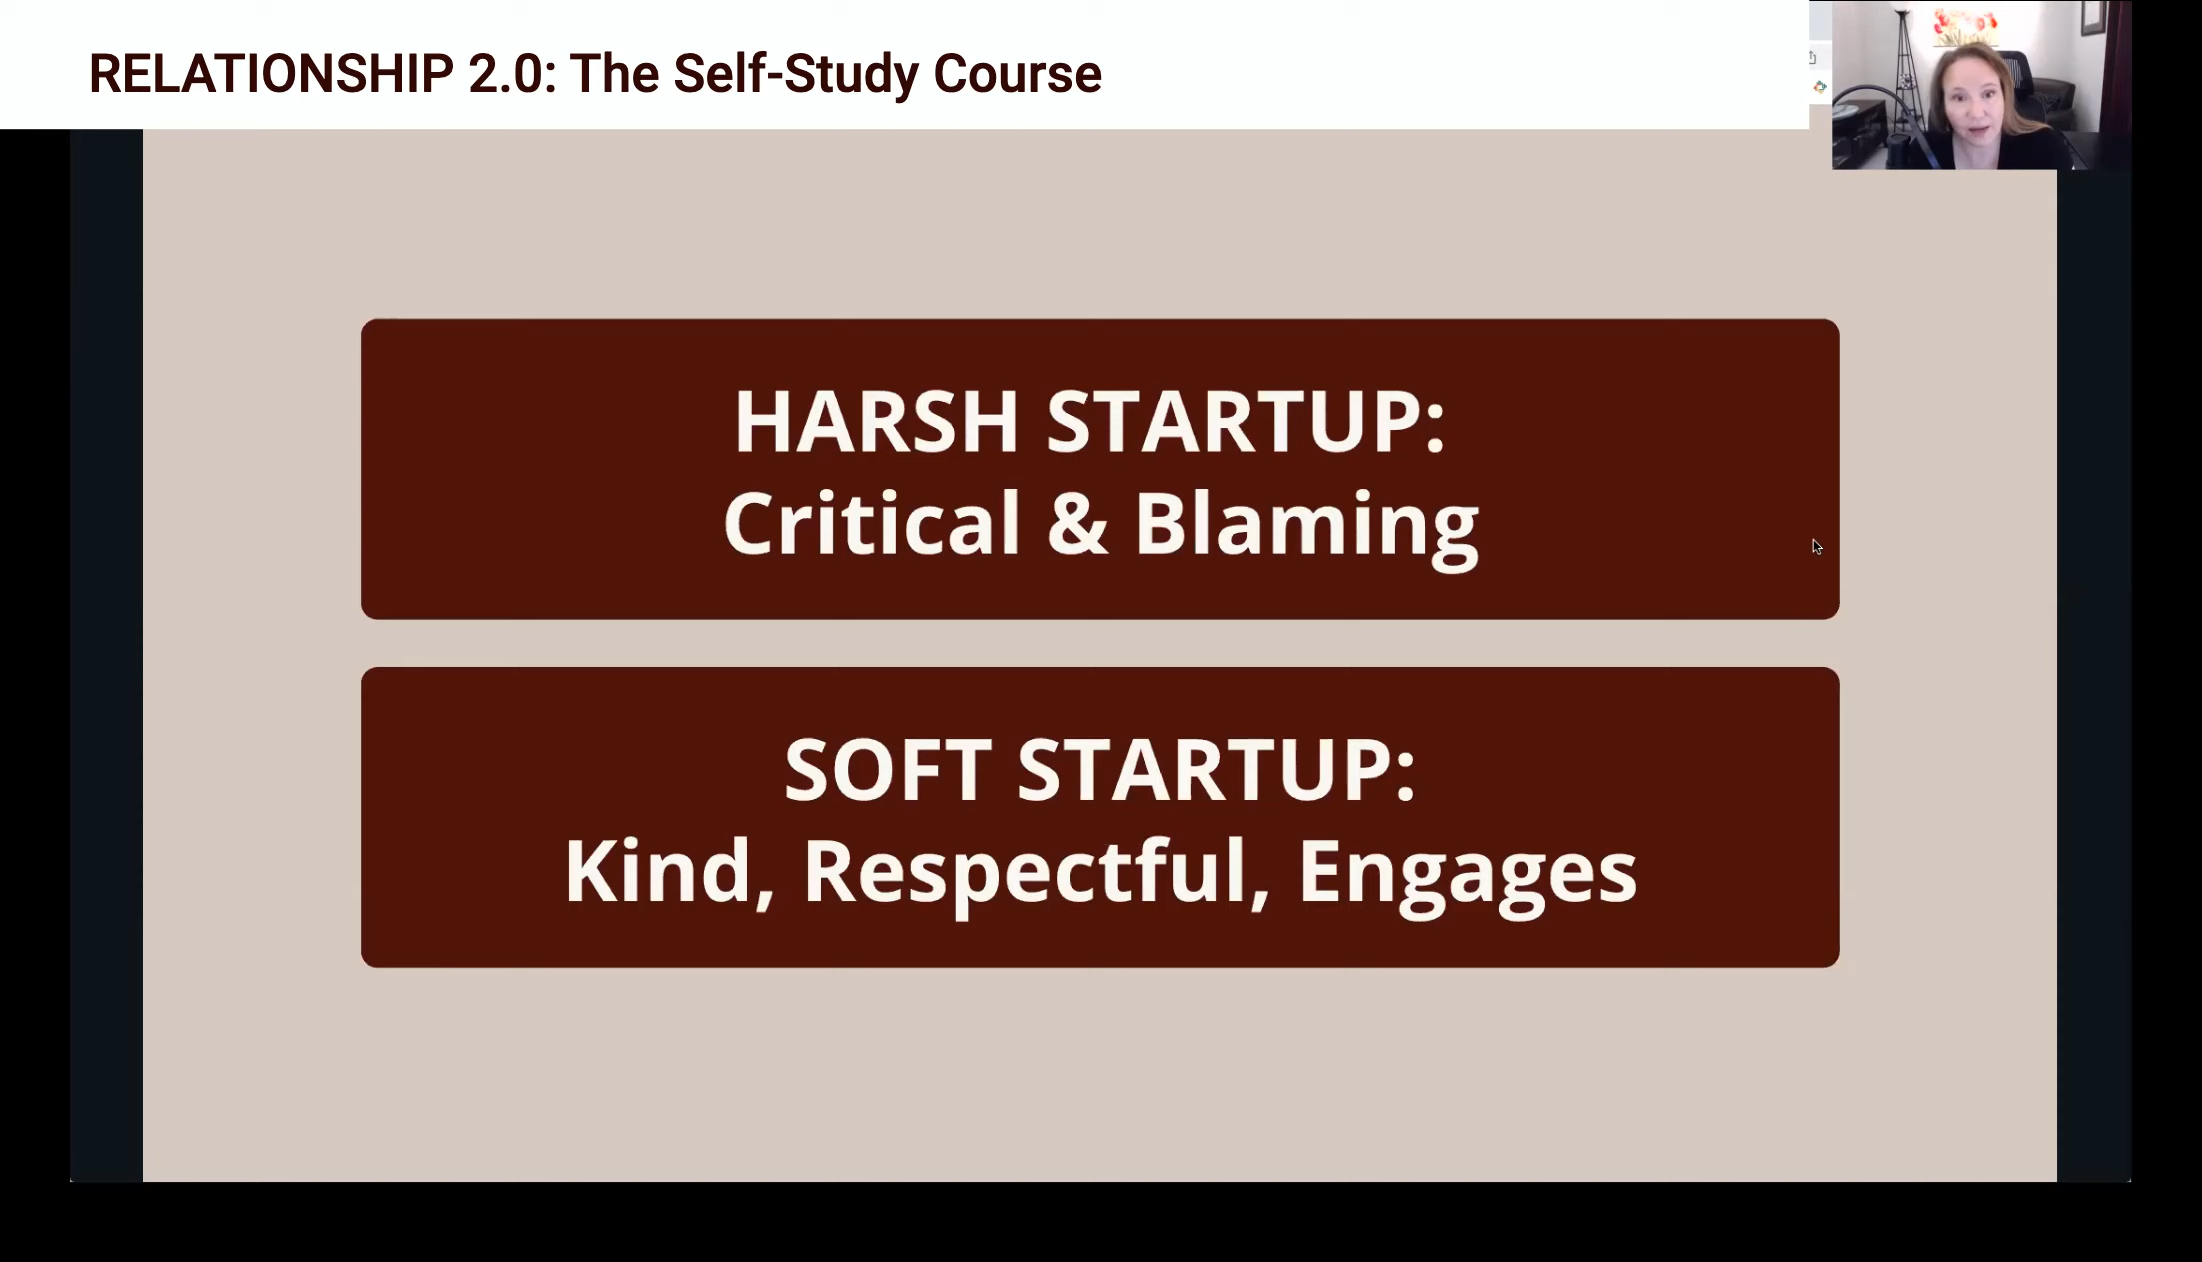 RELATIONSHIP 2.0: The Self-Study Course
HARSH STARTUP:
Critical & Blaming
SOFT STARTUP:
Kind, Respectful, Engages